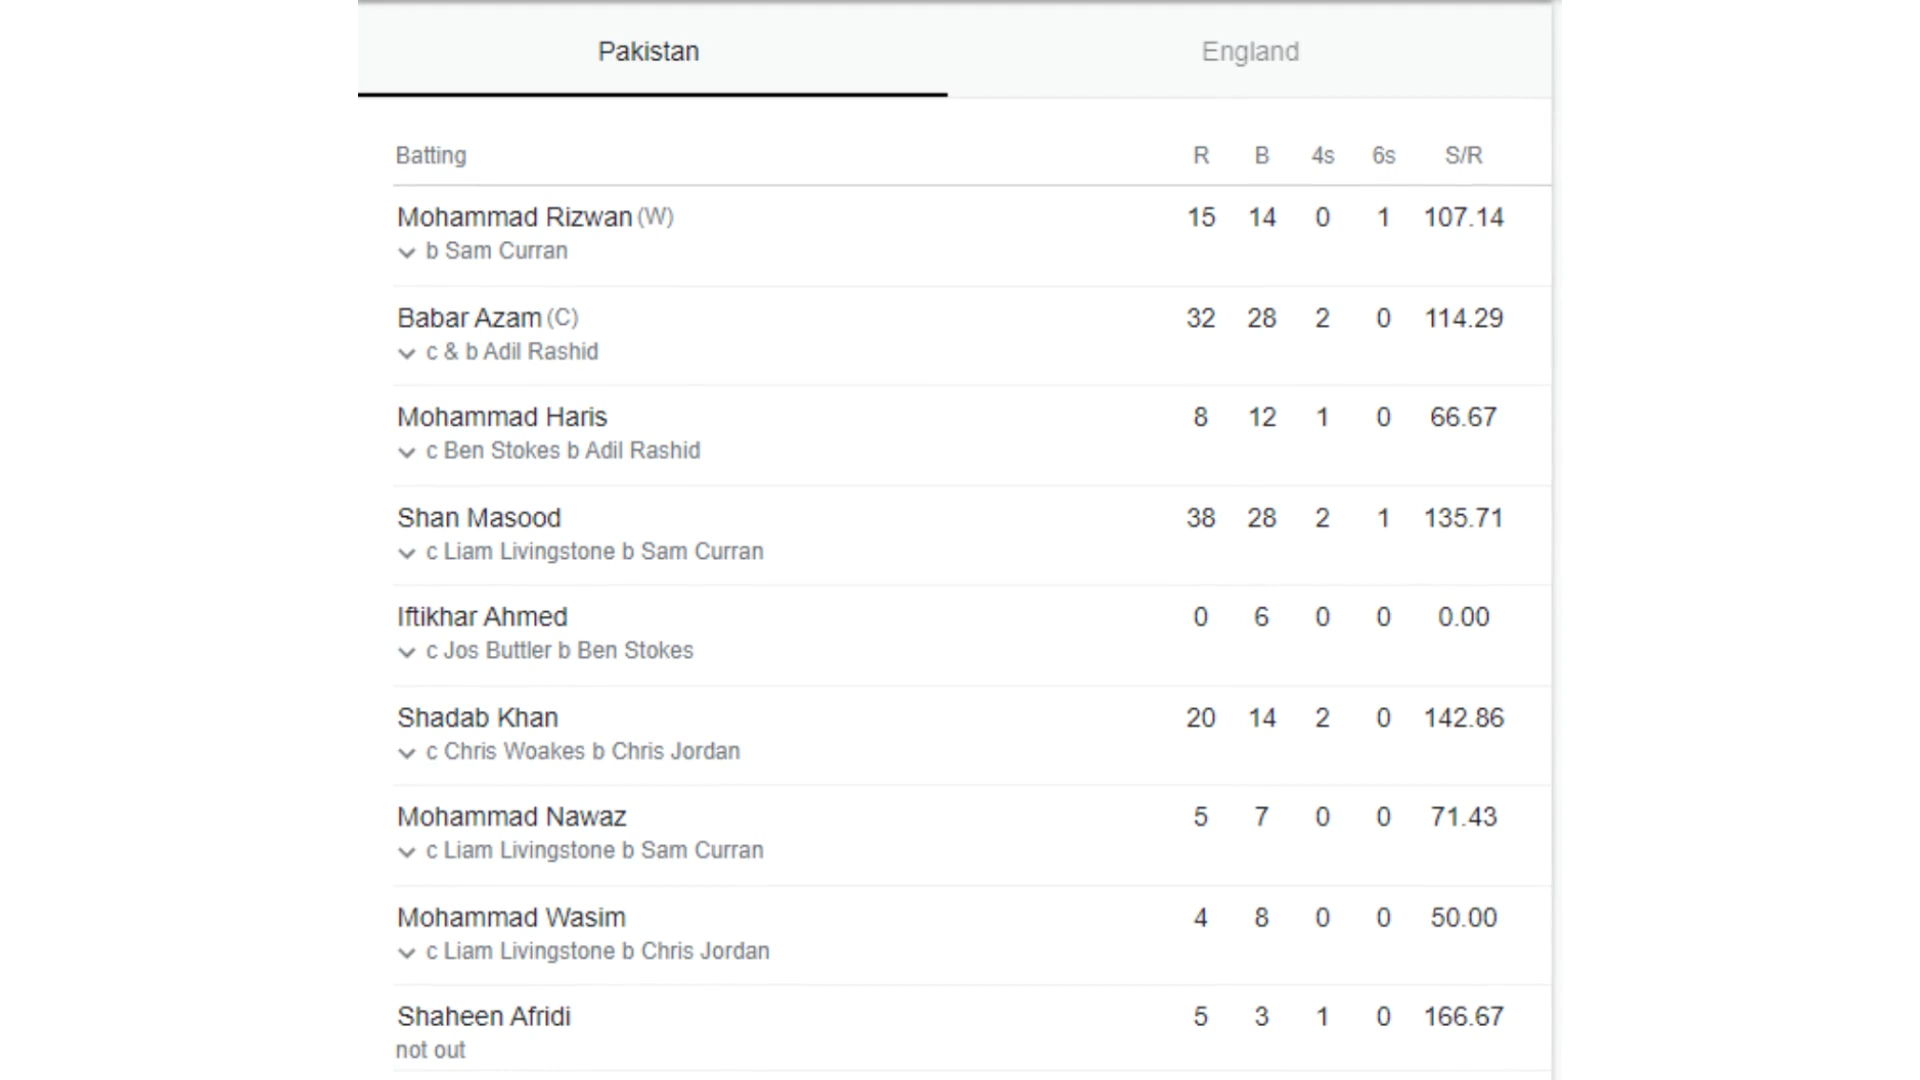 Pakistan England
Batting R B 4s 6s S/R
Mohammad Rizwan (W) 15 14 0 1 107.14
b Sam Curran
Babar Azam (C) 32 28 2 0 114.29
c & b Adil Rashid
Mohammad Haris 8 12 1 0 66.67
c Ben Stokes b Adil Rashid
Shan Masood 38 28 2 1 135.71
c Liam Livingstone b Sam Curran
Iftikhar Ahmed 0 6 0 0 0.00
c Jos Buttler b Ben Stokes
Shadab Khan 20 14 2 0 142.86
c Chris Woakes b Chris Jordan
Mohammad Nawaz 5 7 0 0 71.43
c Liam Livingstone b Sam Curran
Mohammad Wasim 4 8 0 0 50.00
c Liam Livingstone b Chris Jordan
Shaheen Afridi 5 3 1 0 166.67
not out